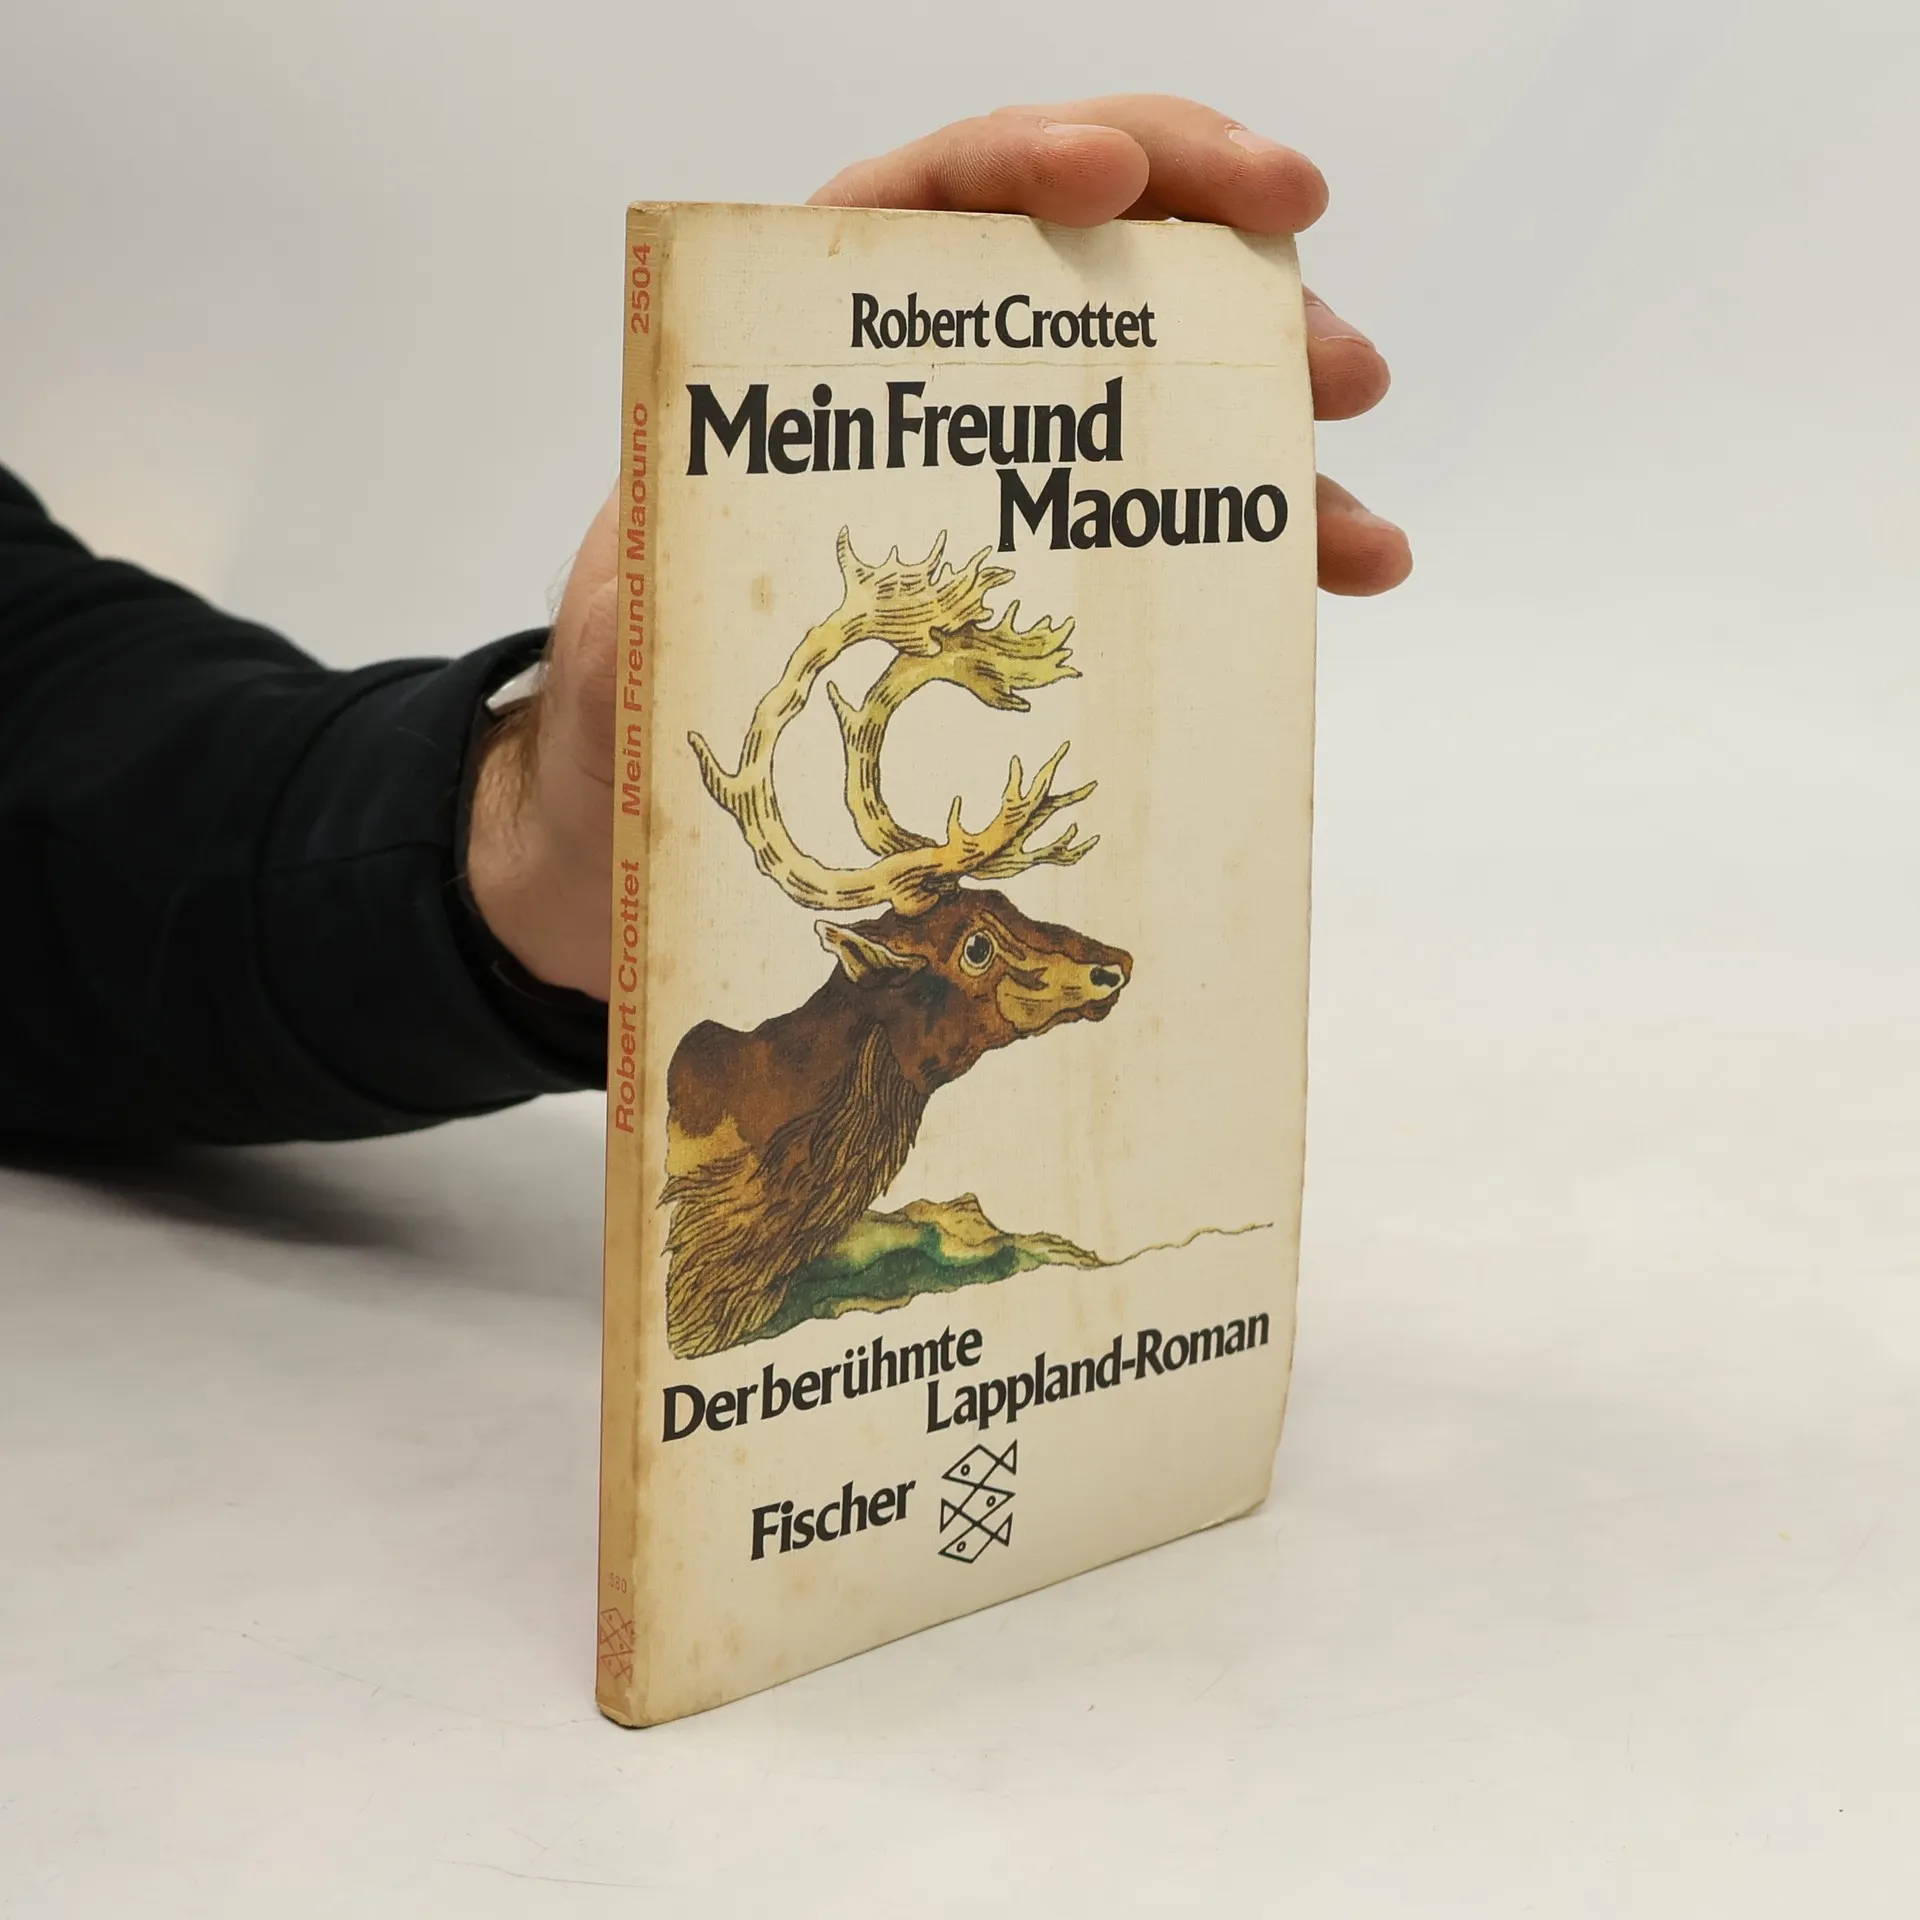 Robert Crottet
Mein Freund
Maouno
Der berühmte
Lappland-Roman
Fischer
Robert Crottet Mein Freund Maouno 2504